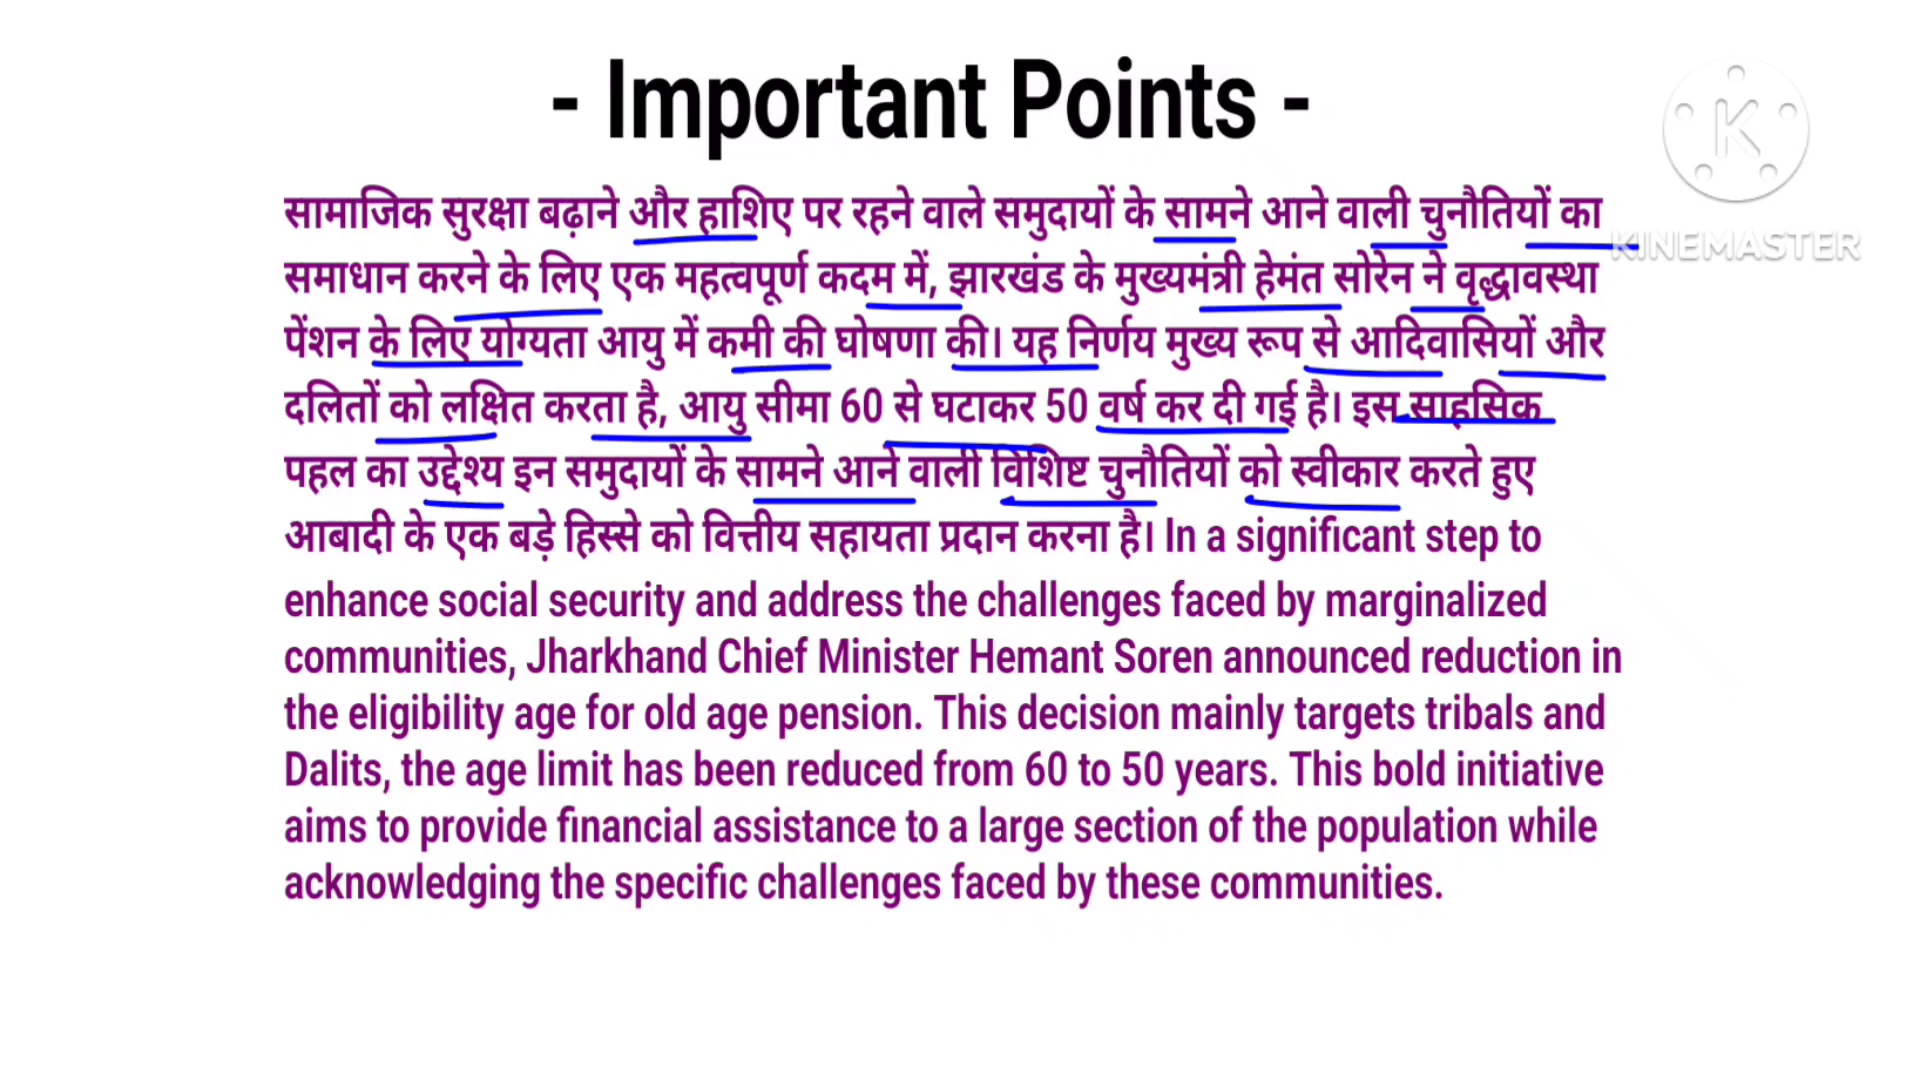 - Important Points -
K
KINEMASTER
सामाजिक सुरक्षा बढ़ाने और हाशिए पर रहने वाले समुदायों के सामने आने वाली चुनौतियों का
समाधान करने के लिए एक महत्वपूर्ण कदम में, झारखंड के मुख्यमंत्री हेमंत सोरेन ने वृद्धावस्था
पेंशन के लिए योग्यता आयु में कमी की घोषणा की। यह निर्णय मुख्य रूप से आदिवासियों और
दलितों को लक्षित करता है, आयु सीमा 60 से घटाकर 50 वर्ष कर दी गई है। इस साहसिक
पहल का उद्देश्य इन समुदायों के सामने आने वाली विशिष्ट चुनौतियों को स्वीकार करते हुए
आबादी के एक बड़े हिस्से को वित्तीय सहायता प्रदान करना है। In a significant step to
enhance social security and address the challenges faced by marginalized
communities, Jharkhand Chief Minister Hemant Soren announced reduction in
the eligibility age for old age pension. This decision mainly targets tribals and
Dalits, the age limit has been reduced from 60 to 50 years. This bold initiative
aims to provide financial assistance to a large section of the population while
acknowledging the specific challenges faced by these communities.